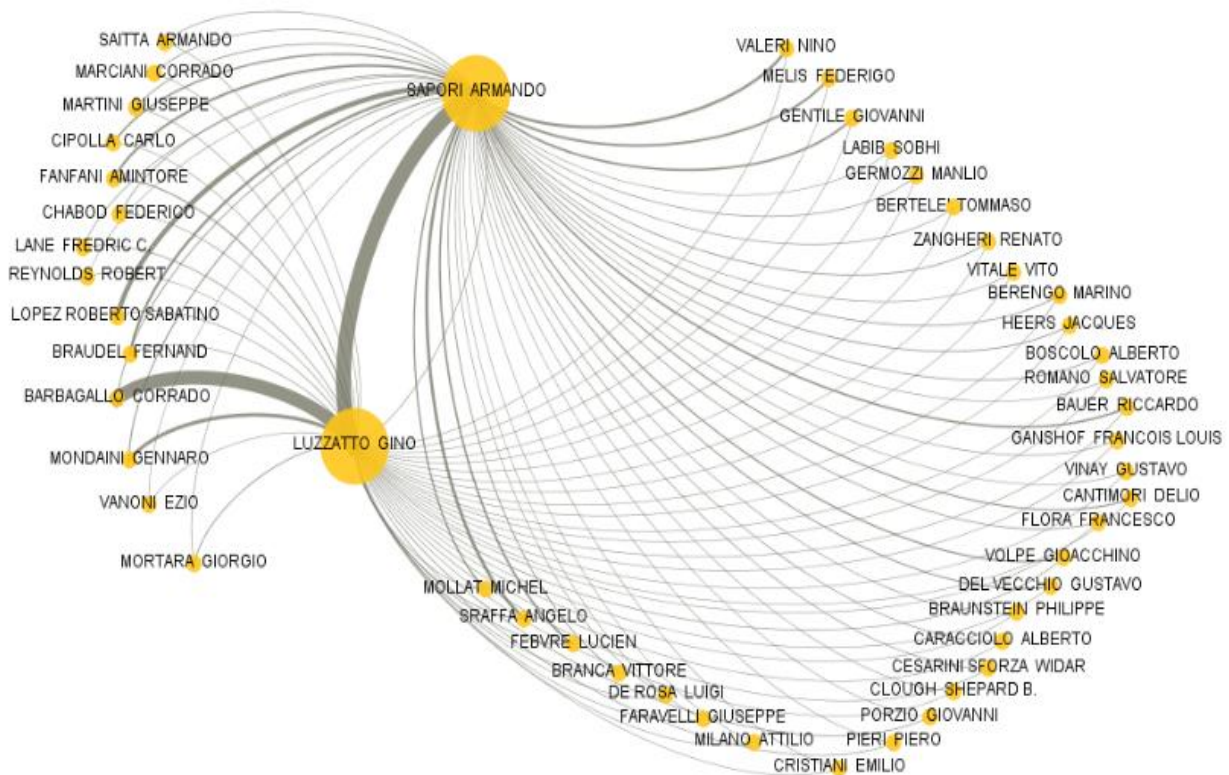 SAITTA ARMANDO
MARCIANI CORRADO
MARTINI GIUSEPPE
CIPOLLA CARLO
FANFANI AMINTORE
CHABOD FEDERICO
LANE FREDRIC C.
REYNOLDS ROBERT
LOPEZ ROBERTO SABATINO
BRAUDEL FERNAND
BARBAGALLO CORRADO
MONDAINI GENNARO
VANONI EZIO
MORTARA GIORGIO
SAPORI ARMANDO
LUZZATTO GINO
VALERI NINO
MELIS FEDERIGO
GENTILE GIOVANNI
LABIB SOBHI
GERMOZZI MANLIO
BERTELE' TOMMASO
ZANGHERI RENATO
VITALE VITO
BERENGO MARINO
HEERS JACQUES
BOSCOLO ALBERTO
ROMANO SALVATORE
BAUER RICCARDO
GANSHOF FRANCOIS LOUIS
VINAY GUSTAVO
CANTIMORI DELIO
FLORA FRANCESCO
VOLPE GIOACCHINO
DEL VECCHIO GUSTAVO
BRAUNSTEIN PHILIPPE
CARACCIOLO ALBERTO
CESARINI SFORZA WIDAR
CLOUGH SHEPARD B.
PORZIO GIOVANNI
PIERI PIERO
CRISTIANI EMILIO
MOLLAT MICHEL
SRAFFA ANGELO
FEBVRE LUCIEN
BRANCA VITTORE
DE ROSA LUIGI
FARAVELLI GIUSEPPE
MILANO ATTILIO